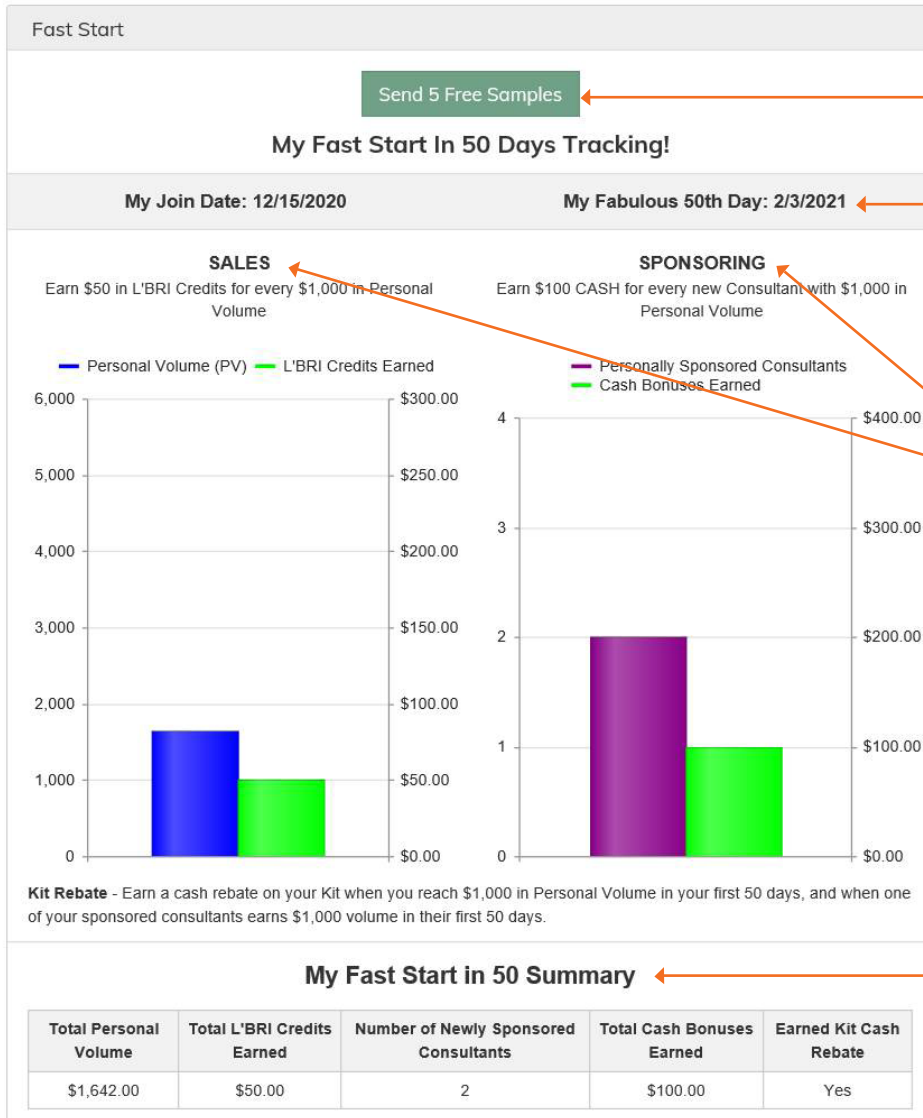 Fast Start
Send 5 Free Samples
My Fast Start In 50 Days Tracking!
My Join Date: 12/15/2020
My Fabulous 50th Day: 2/3/2021
SALES
Earn $50 in L'BRI Credits for every $1,000 in Personal
Volume
Personal Volume (PV)
L'BRI Credits Earned
6,000
5,000
4,000
3,000
2,000
1,000
0
$300.00
$250.00
$200.00
$150.00
$100.00
$50.00
$0.00
SPONSORING
Earn $100 CASH for every new Consultant with $1,000 in
Personal Volume
Personally Sponsored Consultants
Cash Bonuses Earned
4
3
2
1
0
$400.00
$300.00
$200.00
$100.00
$0.00
Kit Rebate - Earn a cash rebate on your Kit when you reach $1,000 in Personal Volume in your first 50 days, and when one
of your sponsored consultants earns $1,000 volume in their first 50 days.
My Fast Start in 50 Summary
Total Personal Volume
Total L'BRI Credits Earned
Number of Newly Sponsored Consultants
Total Cash Bonuses Earned
Earned Kit Cash Rebate
$1,642.00
$50.00
2
$100.00
Yes